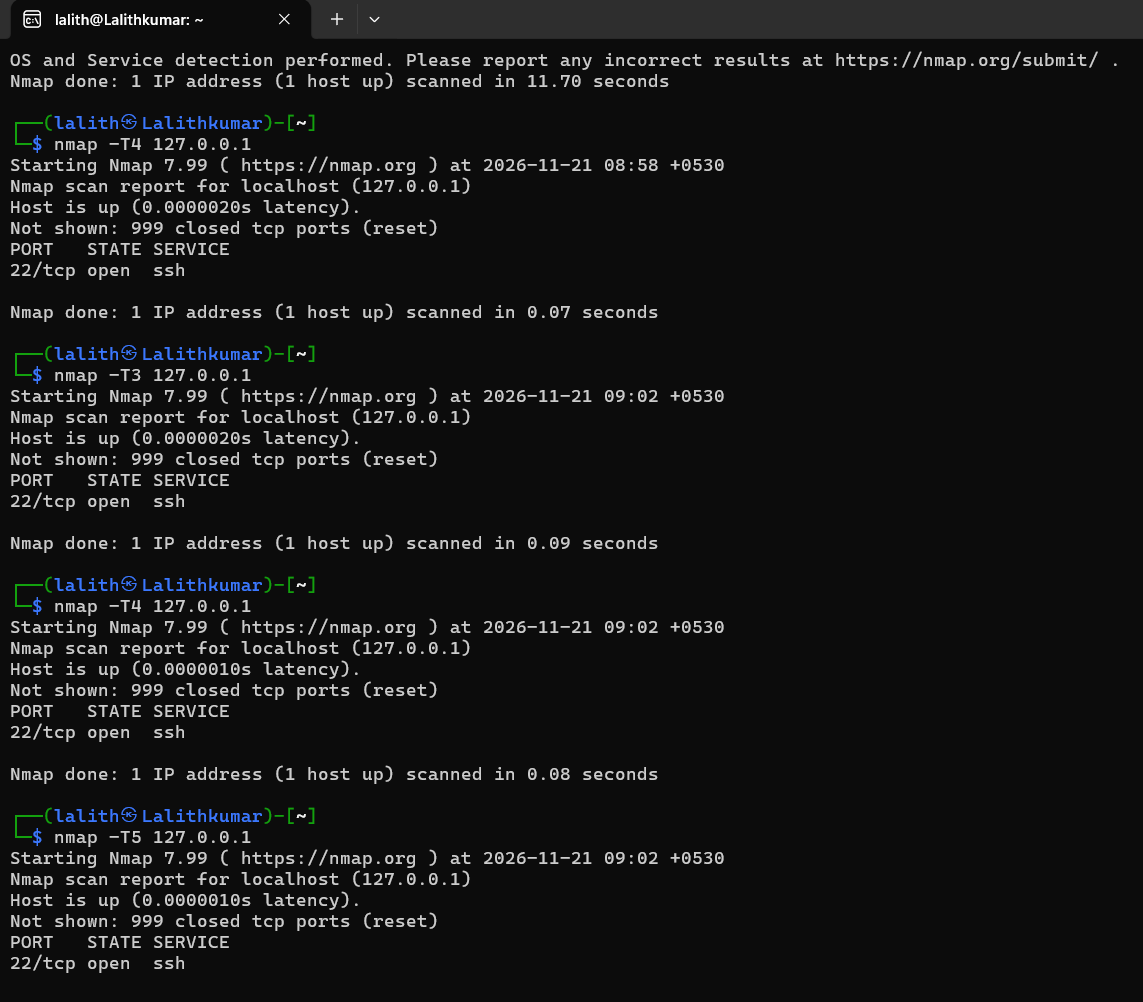 lalith@Lalithkumar: ~
OS and Service detection performed. Please report any incorrect results at https://nmap.org/submit/ .
Nmap done: 1 IP address (1 host up) scanned in 11.70 seconds
┌──(lalith㉿Lalithkumar)-[~]
└─$ nmap -T4 127.0.0.1
Starting Nmap 7.99 ( https://nmap.org ) at 2026-11-21 08:58 +0530
Nmap scan report for localhost (127.0.0.1)
Host is up (0.0000020s latency).
Not shown: 999 closed tcp ports (reset)
PORT   STATE SERVICE
22/tcp open  ssh
Nmap done: 1 IP address (1 host up) scanned in 0.07 seconds
┌──(lalith㉿Lalithkumar)-[~]
└─$ nmap -T3 127.0.0.1
Starting Nmap 7.99 ( https://nmap.org ) at 2026-11-21 09:02 +0530
Nmap scan report for localhost (127.0.0.1)
Host is up (0.0000020s latency).
Not shown: 999 closed tcp ports (reset)
PORT   STATE SERVICE
22/tcp open  ssh
Nmap done: 1 IP address (1 host up) scanned in 0.09 seconds
┌──(lalith㉿Lalithkumar)-[~]
└─$ nmap -T4 127.0.0.1
Starting Nmap 7.99 ( https://nmap.org ) at 2026-11-21 09:02 +0530
Nmap scan report for localhost (127.0.0.1)
Host is up (0.0000010s latency).
Not shown: 999 closed tcp ports (reset)
PORT   STATE SERVICE
22/tcp open  ssh
Nmap done: 1 IP address (1 host up) scanned in 0.08 seconds
┌──(lalith㉿Lalithkumar)-[~]
└─$ nmap -T5 127.0.0.1
Starting Nmap 7.99 ( https://nmap.org ) at 2026-11-21 09:02 +0530
Nmap scan report for localhost (127.0.0.1)
Host is up (0.0000010s latency).
Not shown: 999 closed tcp ports (reset)
PORT   STATE SERVICE
22/tcp open  ssh